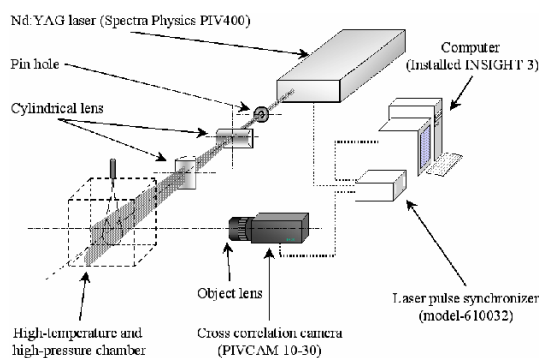 Nd:YAG laser (Spectra Physics PIV400)
Computer
(Installed INSIGHT 3)
Pin hole
Cylindrical lens
Object lens
Laser pulse synchronizer
(model-610032)
High-temperature and
high-pressure chamber
Cross correlation camera
(PIVCAM 10-30)